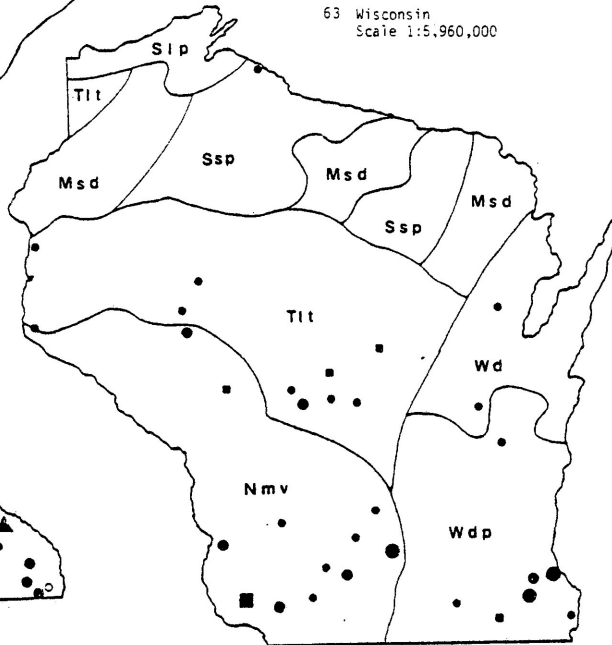 63 Wisconsin
Scale 1:5,960,000
Slp
Tlt
Ssp
Msd
Msd
Msd
Ssp
Tlt
Wd
Nmv
Wdp